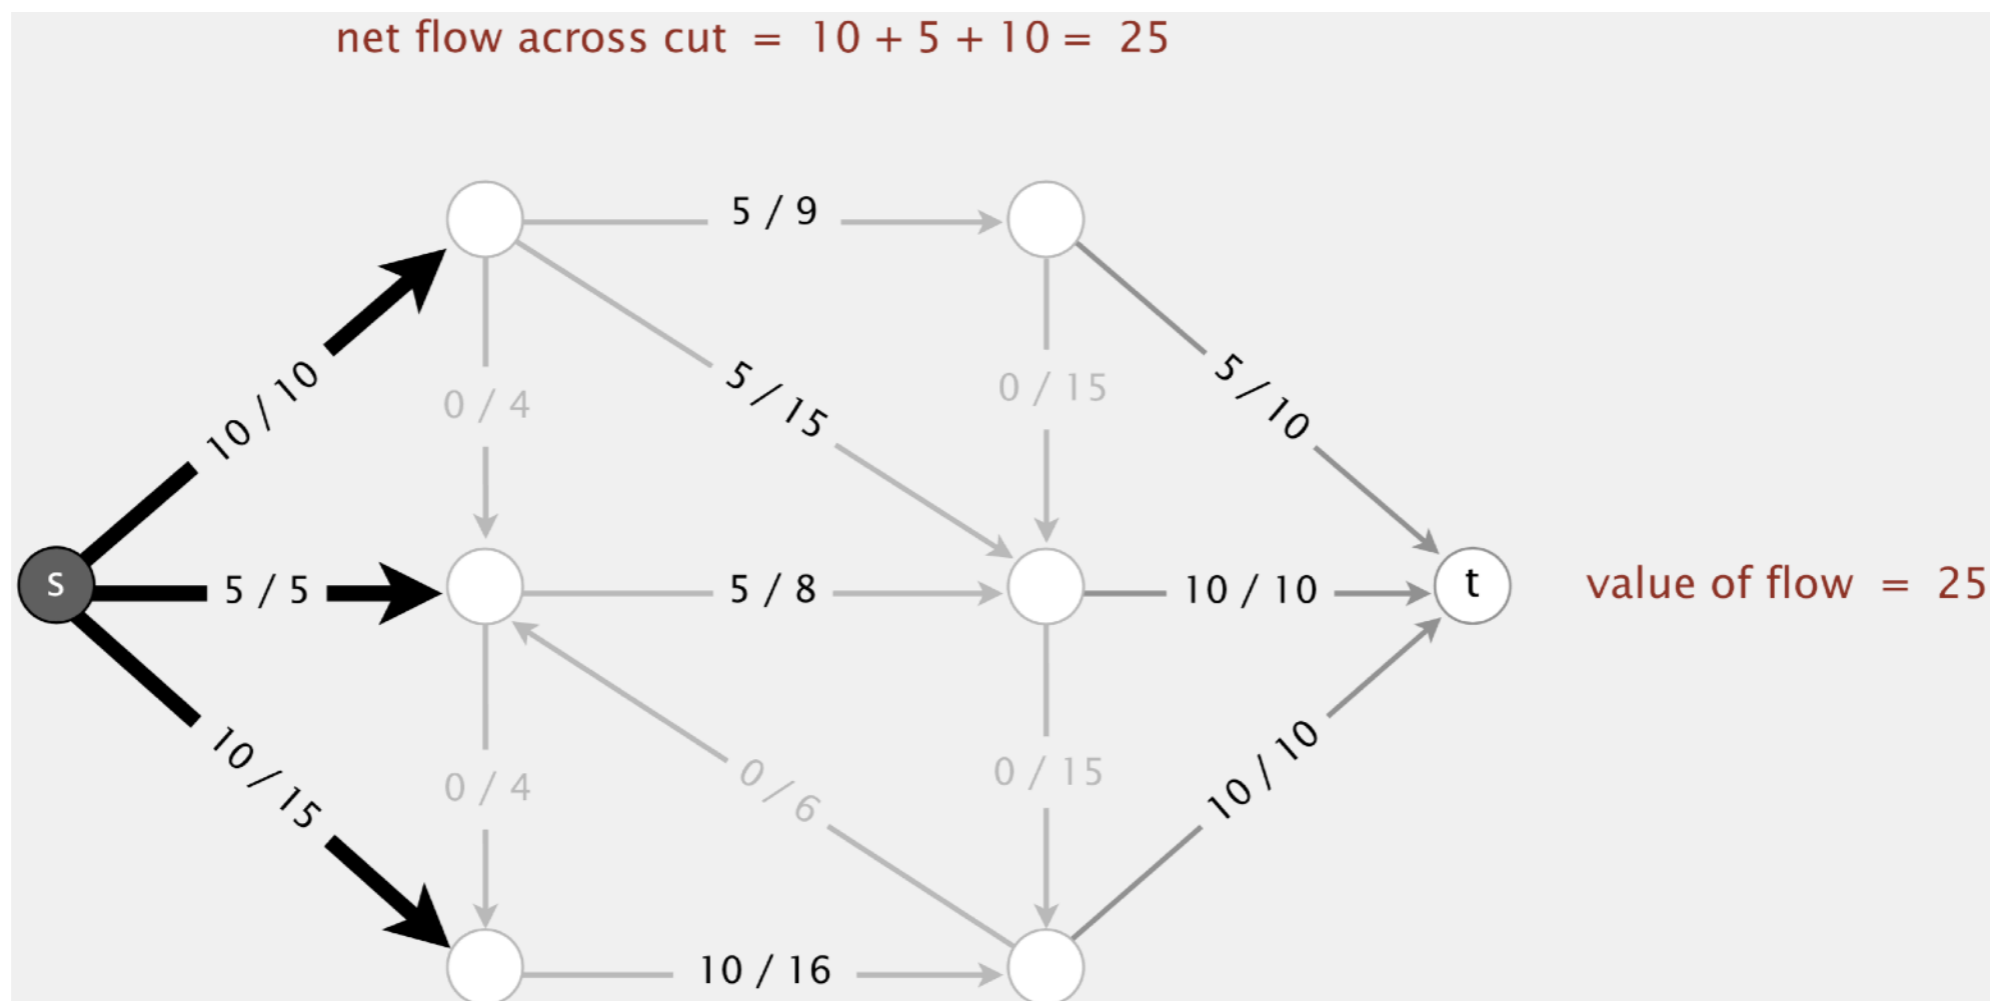 net flow across cut = 10 + 5 + 10 = 25
5 / 9
10 / 10
0 / 4
5 / 15
0 / 15
5 / 10
s
5 / 5
5 / 8
10 / 10
t
value of flow = 25
10 / 15
0 / 4
0 / 6
0 / 15
10 / 10
10 / 16